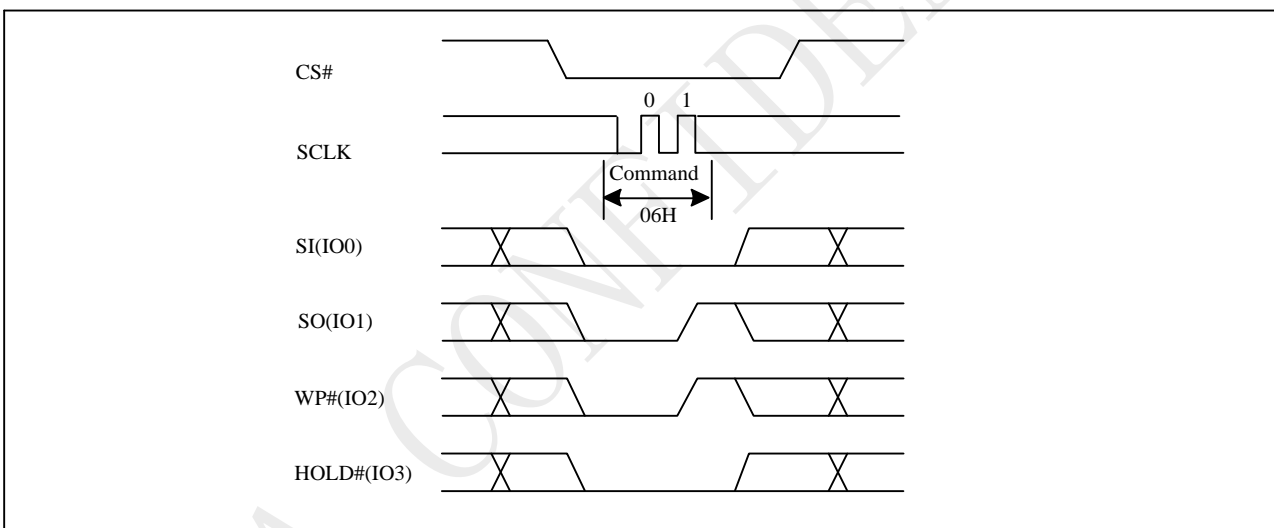 CS#
0 1
SCLK
Command
06H
SI(IO0)
SO(IO1)
WP#(IO2)
HOLD#(IO3)